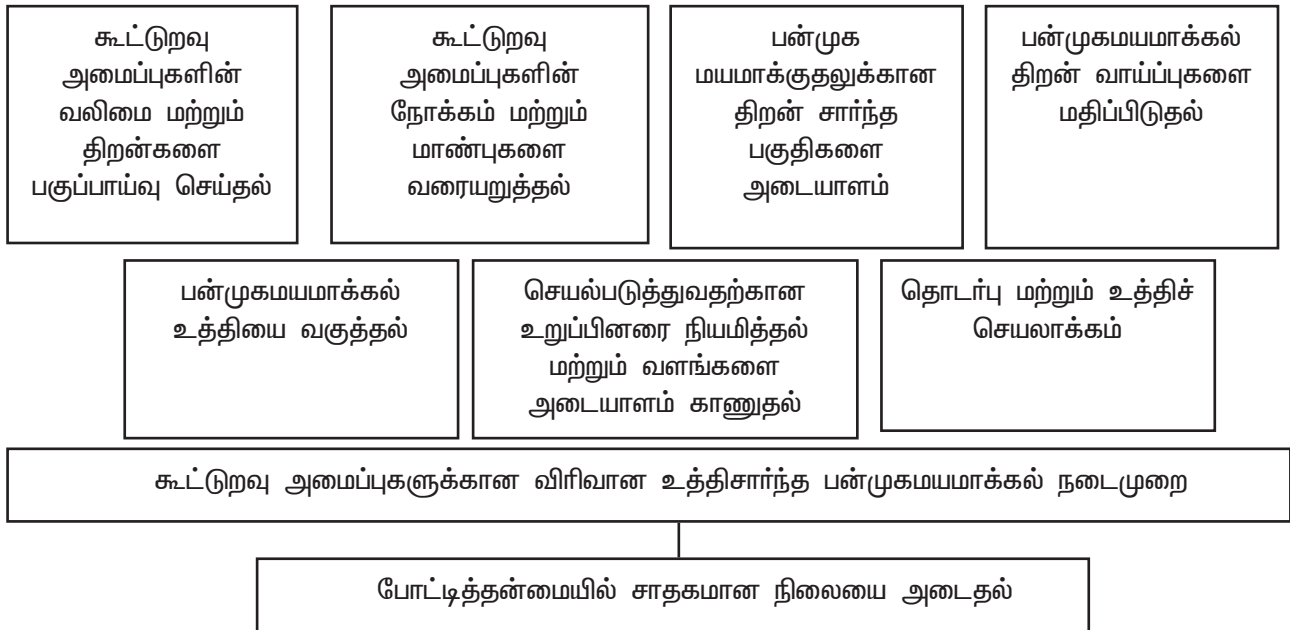 கூட்டுறவு
அமைப்புகளின்
வலிமை மற்றும்
திறன்களை
பகுப்பாய்வு செய்தல்
கூட்டுறவு
அமைப்புகளின்
நோக்கம் மற்றும்
மாண்புகளை
வரையறுத்தல்
பன்முக
மயமாக்குதலுக்கான
திறன் சார்ந்த
பகுதிகளை
அடையாளம்
பன்முகமயமாக்கல்
திறன் வாய்ப்புகளை
மதிப்பிடுதல்
பன்முகமயமாக்கல்
உத்தியை வகுத்தல்
செயல்படுத்துவதற்கான
உறுப்பினரை நியமித்தல்
மற்றும் வளங்களை
அடையாளம் காணுதல்
தொடர்பு மற்றும் உத்திச்
செயலாக்கம்
கூட்டுறவு அமைப்புகளுக்கான விரிவான உத்திசார்ந்த பன்முகமயமாக்கல் நடைமுறை
போட்டித்தன்மையில் சாதகமான நிலையை அடைதல்